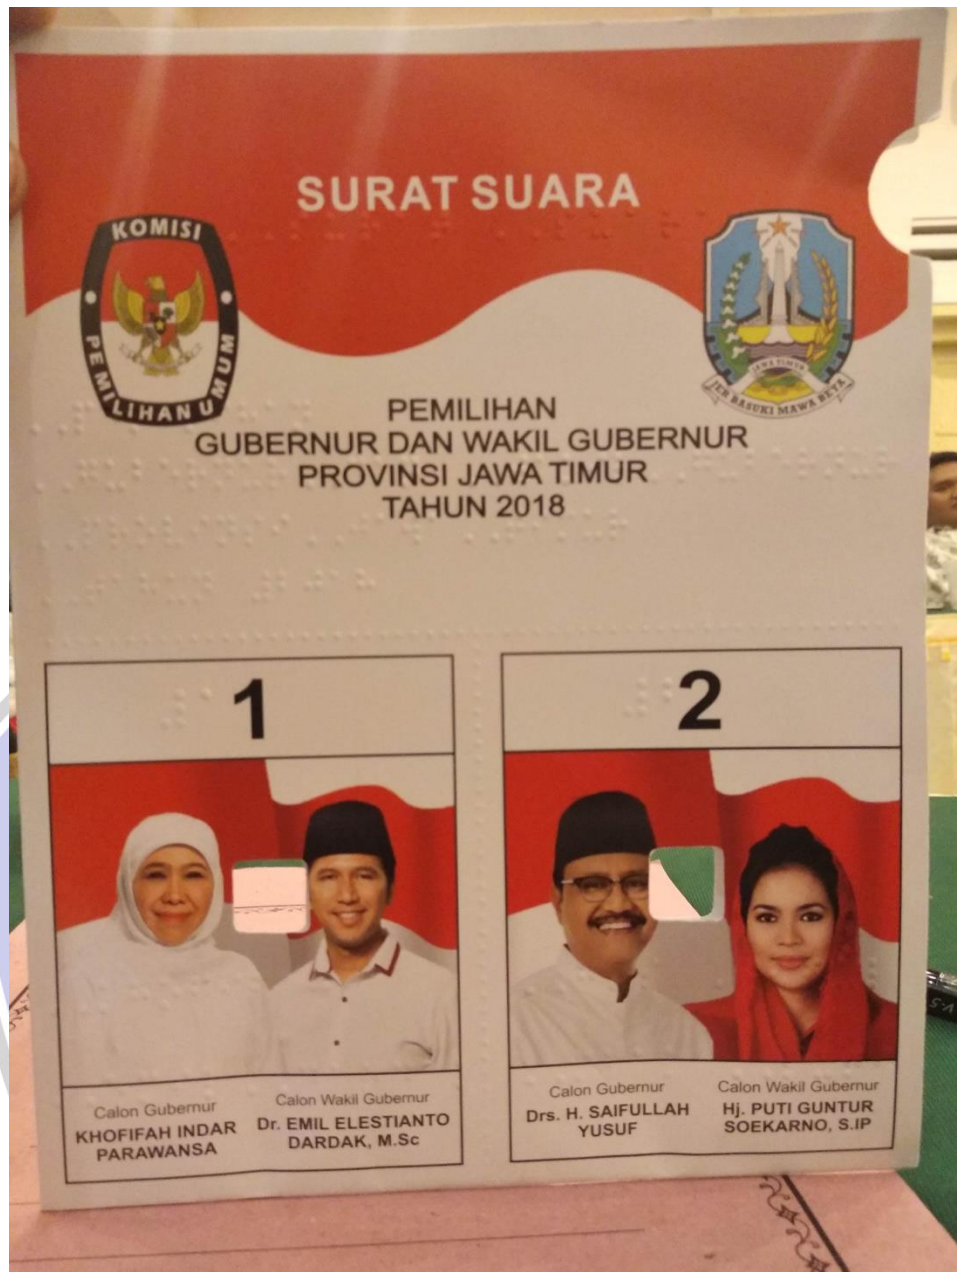 SURAT SUARA
KOMISI
PEMILIHAN UMUM
JAWA TIMUR
JER BASUKI MAWA BEYA
PEMILIHAN
GUBERNUR DAN WAKIL GUBERNUR
PROVINSI JAWA TIMUR
TAHUN 2018
1
Calon Gubernur
KHOFIFAH INDAR
PARAWANSA
Calon Wakil Gubernur
Dr. EMIL ELESTIANTO
DARDAK, M.Sc
2
Calon Gubernur
Drs. H. SAIFULLAH
YUSUF
Calon Wakil Gubernur
Hj. PUTI GUNTUR
SOEKARNO, S.IP